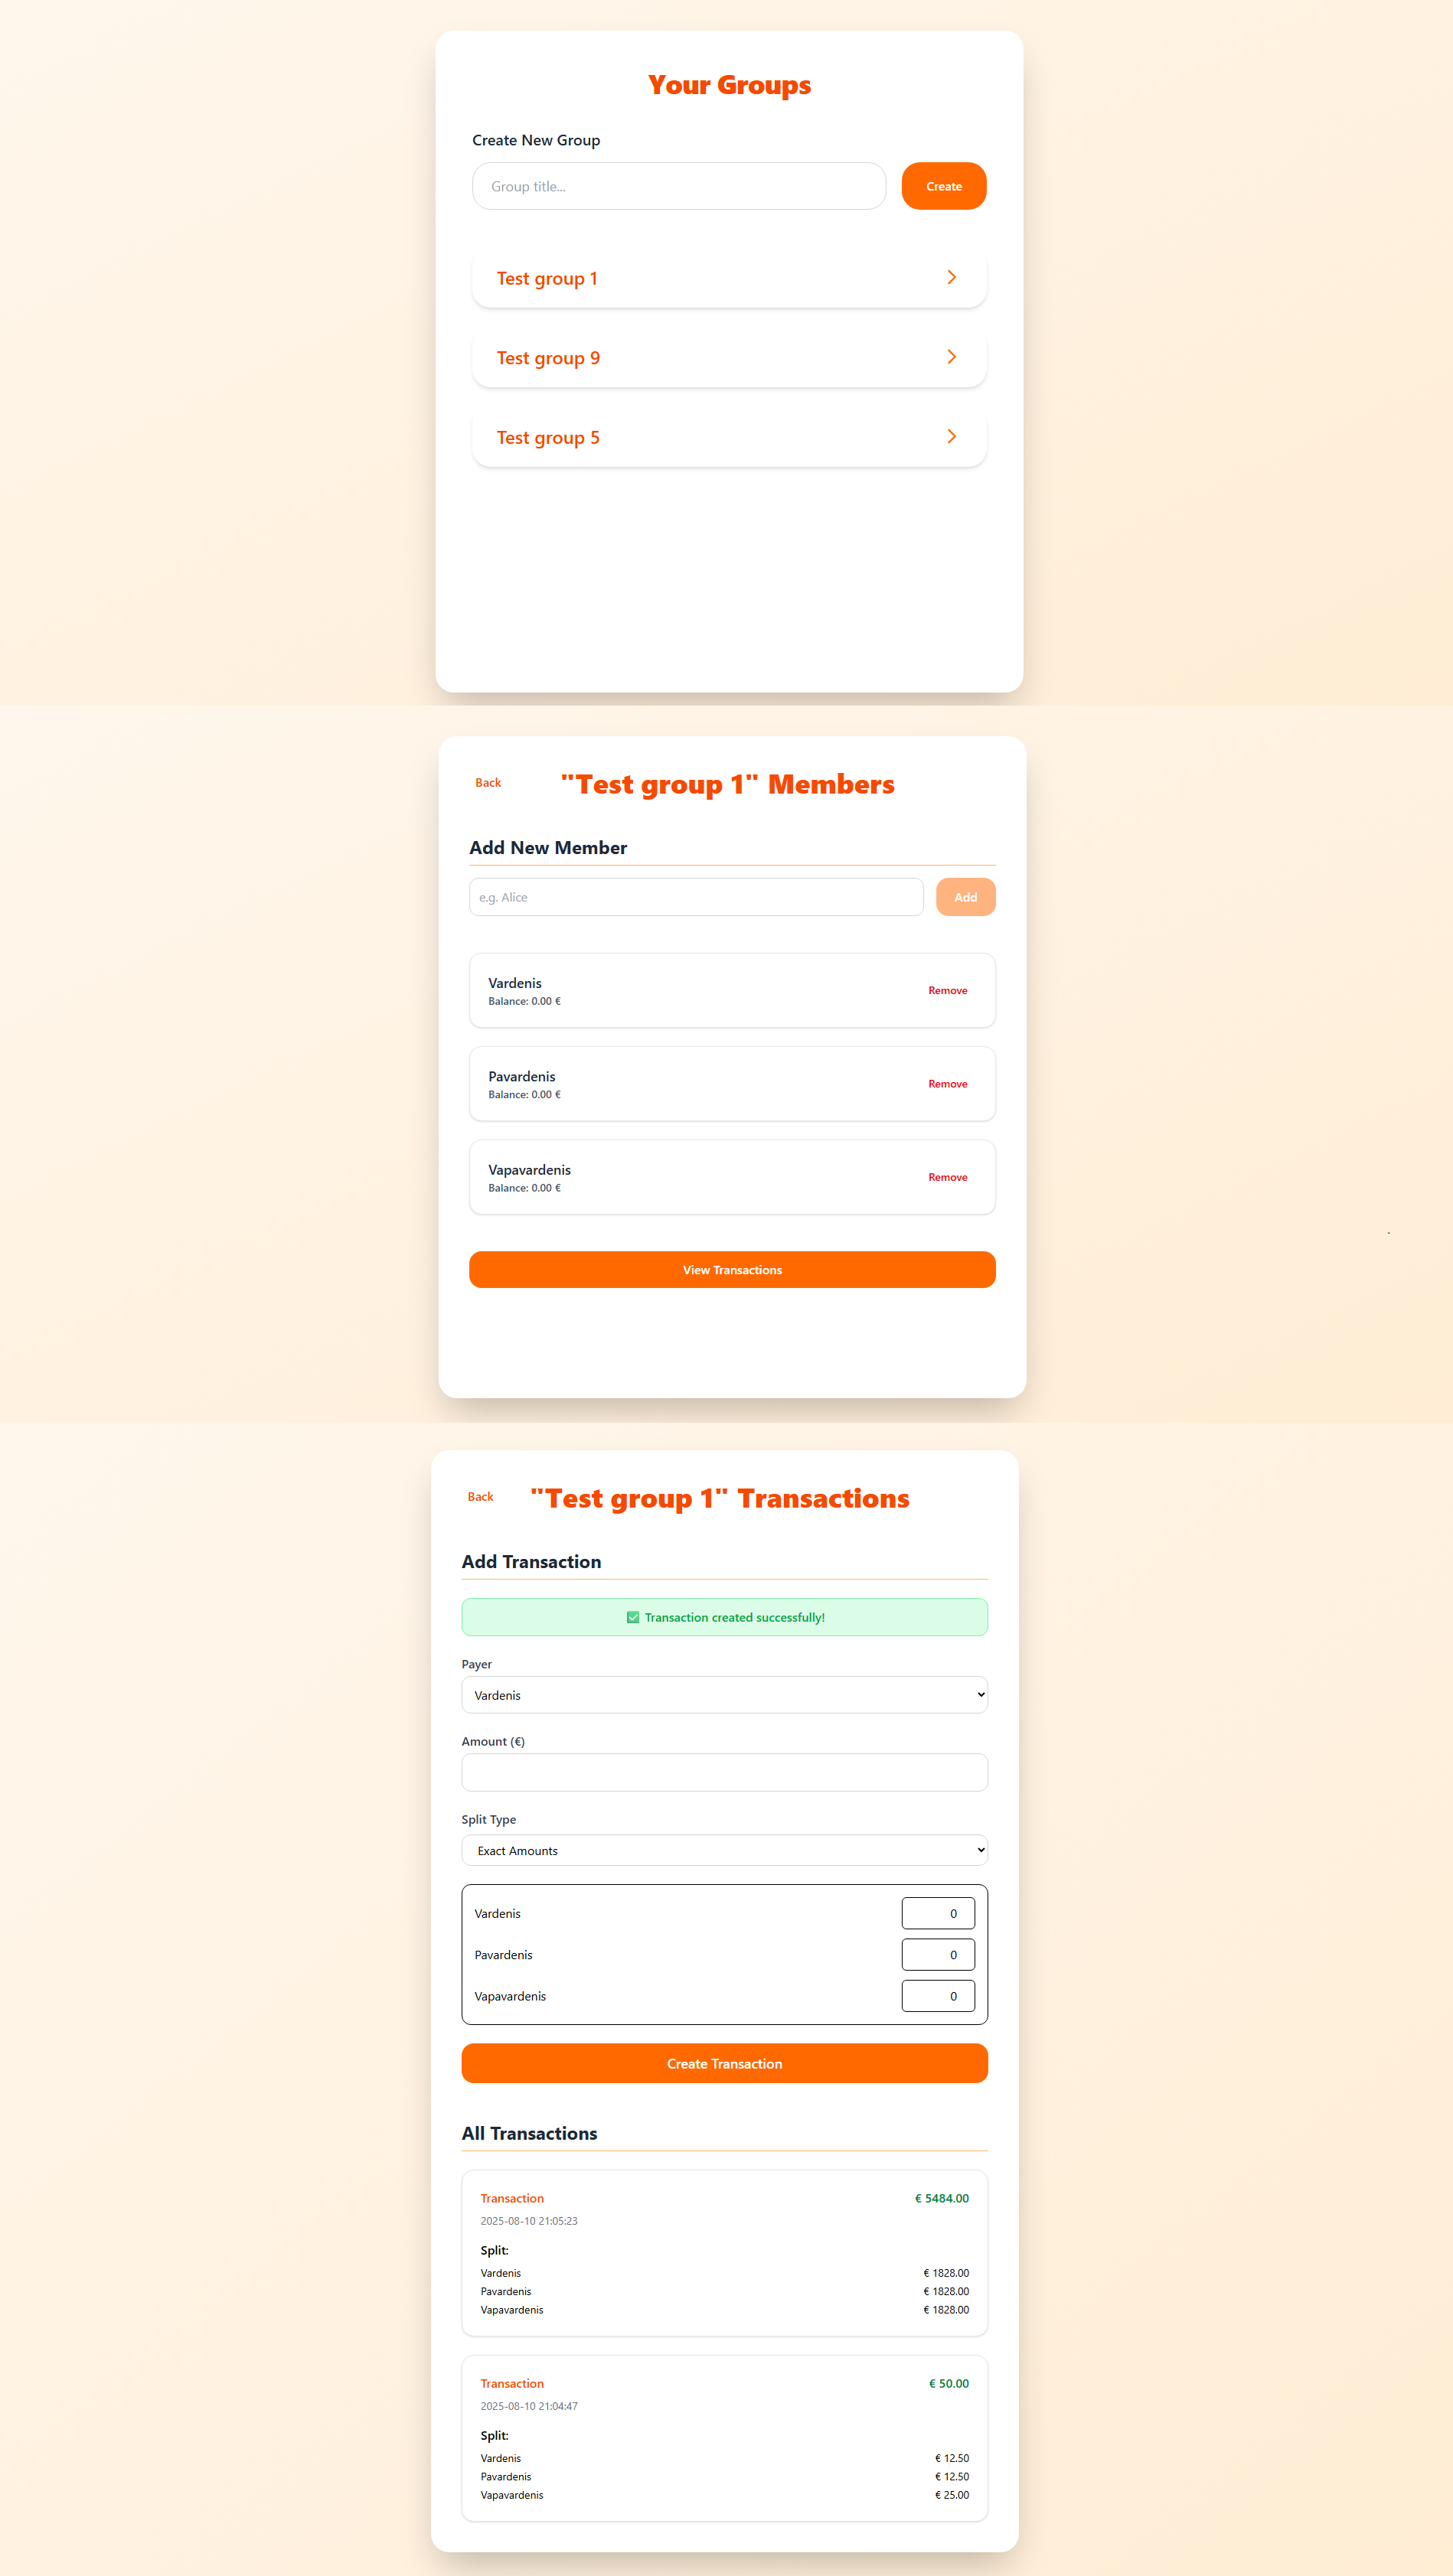 Your Groups
Create New Group
Group title...
Create
Test group 1
Test group 9
Test group 5
Back
"Test group 1" Members
Add New Member
e.g. Alice
Add
Vardenis
Balance: 0.00 €
Remove
Pavardenis
Balance: 0.00 €
Remove
Vapavardenis
Balance: 0.00 €
Remove
View Transactions
Back
"Test group 1" Transactions
Add Transaction
✅ Transaction created successfully!
Payer
Vardenis
Amount (€)
Split Type
Exact Amounts
Vardenis 0
Pavardenis 0
Vapavardenis 0
Create Transaction
All Transactions
Transaction € 5484.00
2025-08-10 21:05:23
Split:
Vardenis € 1828.00
Pavardenis € 1828.00
Vapavardenis € 1828.00
Transaction € 50.00
2025-08-10 21:04:47
Split:
Vardenis € 12.50
Pavardenis € 12.50
Vapavardenis € 25.00